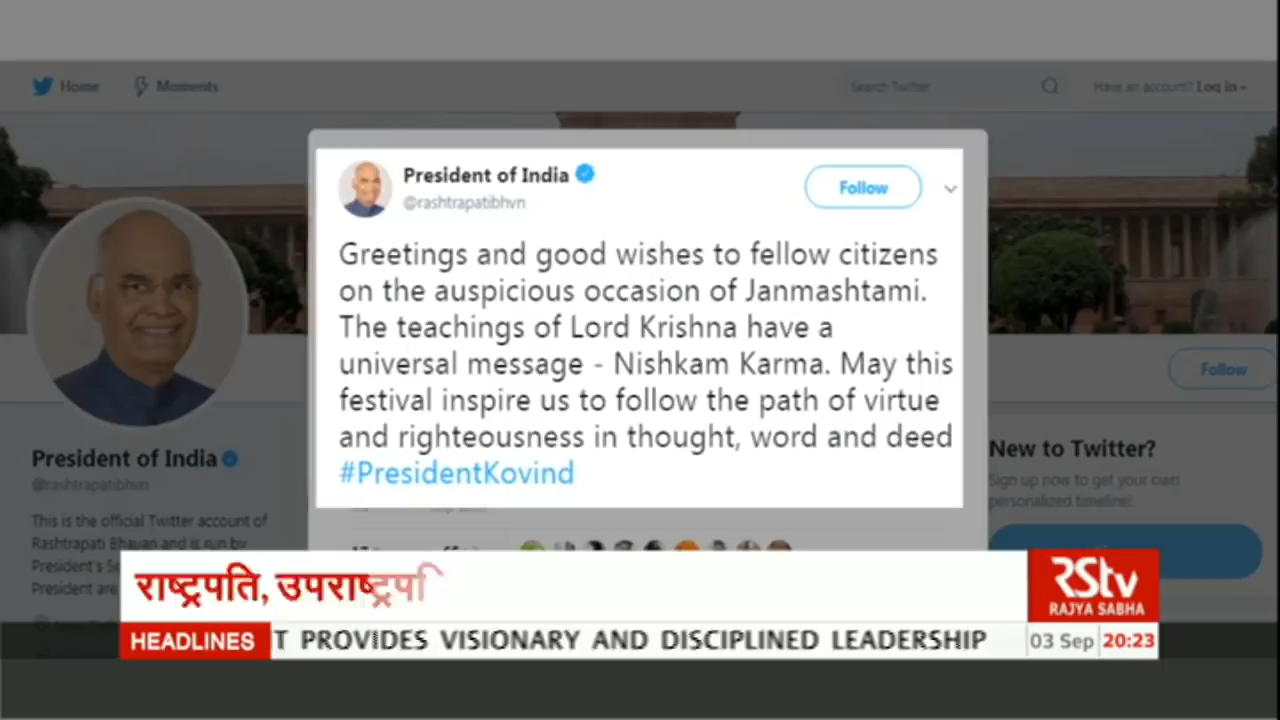 Home
Moments
Search Twitter
Have an account? Log in
President of India
@rashtrapatibhvn
Follow
Greetings and good wishes to fellow citizens
on the auspicious occasion of Janmashtami.
The teachings of Lord Krishna have a
universal message - Nishkam Karma. May this
festival inspire us to follow the path of virtue
and righteousness in thought, word and deed
#PresidentKovind
President of India
@rashtrapatibhvn
This is the official Twitter account of
Rashtrapati Bhavan and is run by
President's
President are
Follow
New to Twitter?
Sign up now to get your own
personalized timeline!
राष्ट्रपति, उपराष्ट्रपति
RStv
RAJYA SABHA
HEADLINES
T PROVIDES VISIONARY AND DISCIPLINED LEADERSHIP
03 Sep 20:23